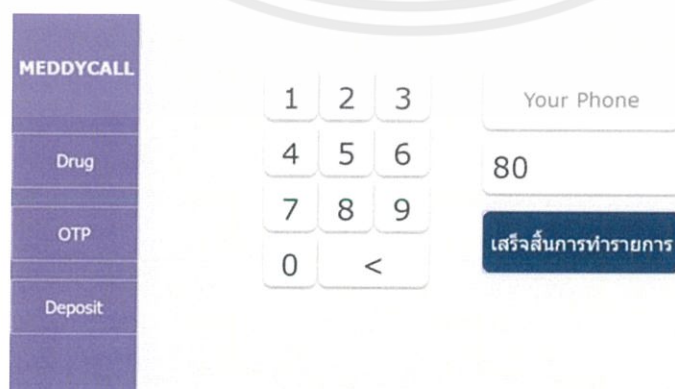 MEDDYCALL
Drug
OTP
Deposit
1 2 3
4 5 6
7 8 9
0 <
Your Phone
80
เสร็จสิ้นการทำรายการ